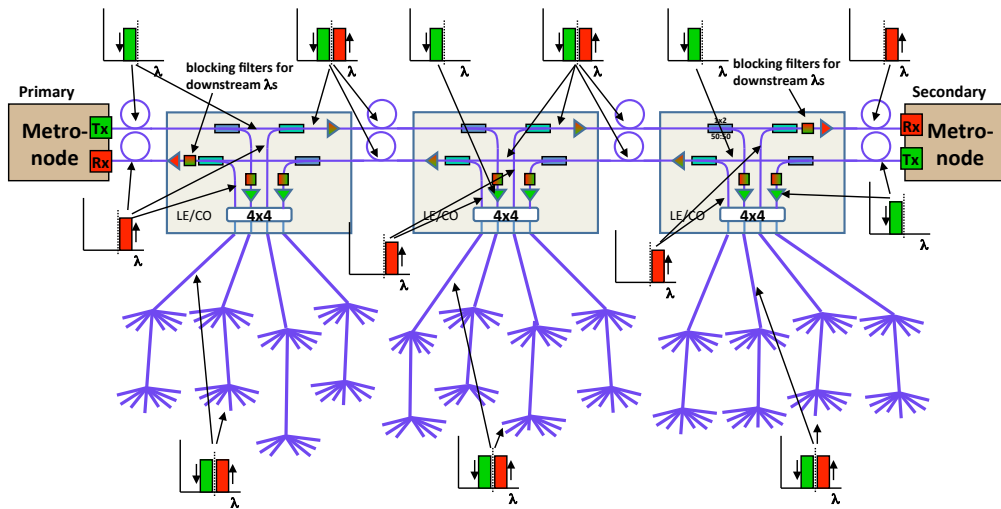 λ
λ
λ
λ
λ
λ
blocking filters for
downstream λs
blocking filters for
downstream λs
Primary
Secondary
Metro-
node
Tx
Rx
1x2
50:50
Rx
Tx
Metro-
node
LE/CO
4x4
LE/CO
4x4
LE/CO
4x4
λ
λ
λ
λ
λ
λ
λ